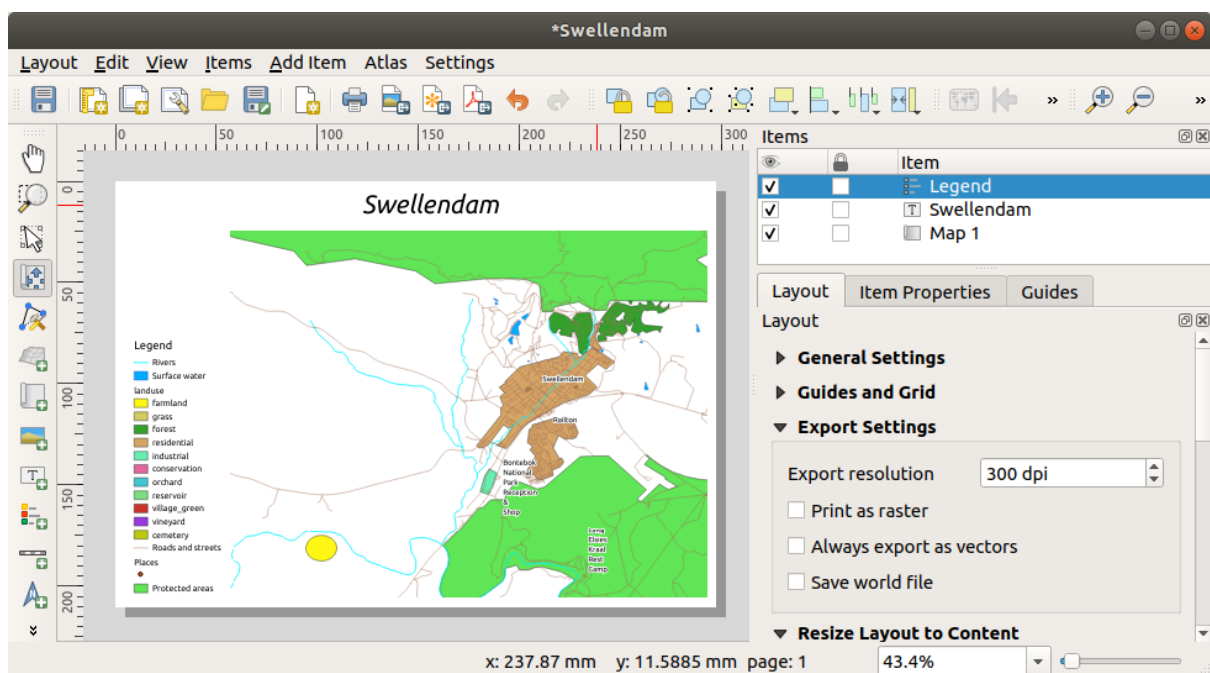 *Swellendam
Layout Edit View Items Add Item Atlas Settings
» »
0 50 100 150 200 250 300
0
50
100
150
200
Swellendam
Legend
Rivers
Surface water
landuse
farmland
grass
forest
residential
industrial
conservation
orchard
reservoir
village_green
vineyard
cemetery
Roads and streets
Places
Protected areas
Swellendam
Railton
Bontebok
National
Park
Reception
&
Shop
Lang
Elsies
Kraal
Rest
Camp
Items
Item
Legend
T Swellendam
Map 1
Layout Item Properties Guides
Layout
General Settings
Guides and Grid
Export Settings
Export resolution 300 dpi
Print as raster
Always export as vectors
Save world file
Resize Layout to Content
x: 237.87 mm y: 11.5885 mm page: 1 43.4%